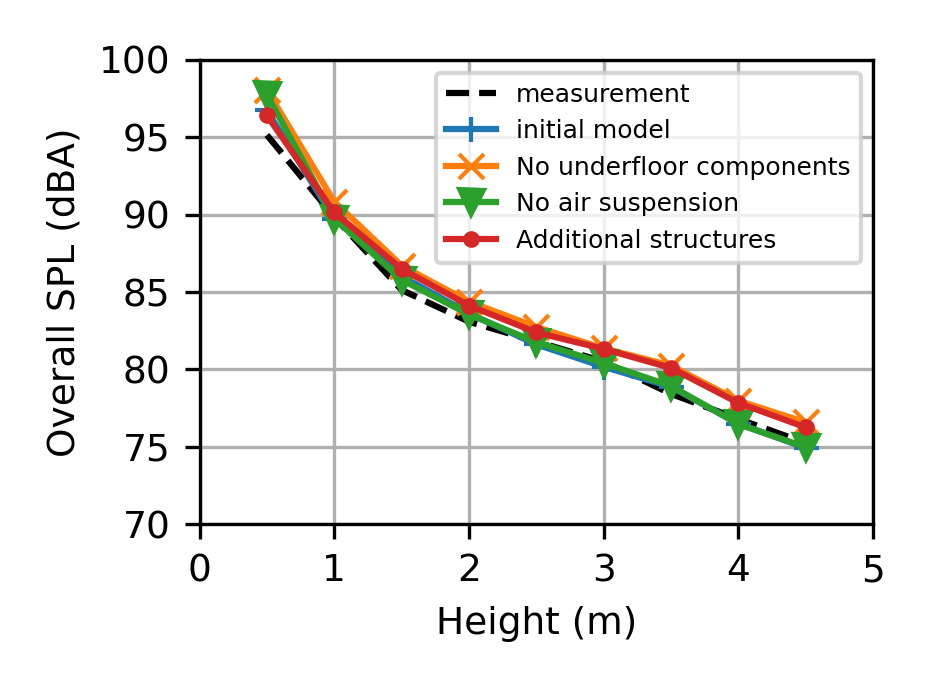 100
95
90
85
80
75
70
Overall SPL (dBA)
measurement
initial model
No underfloor components
No air suspension
Additional structures
0 1 2 3 4 5
Height (m)